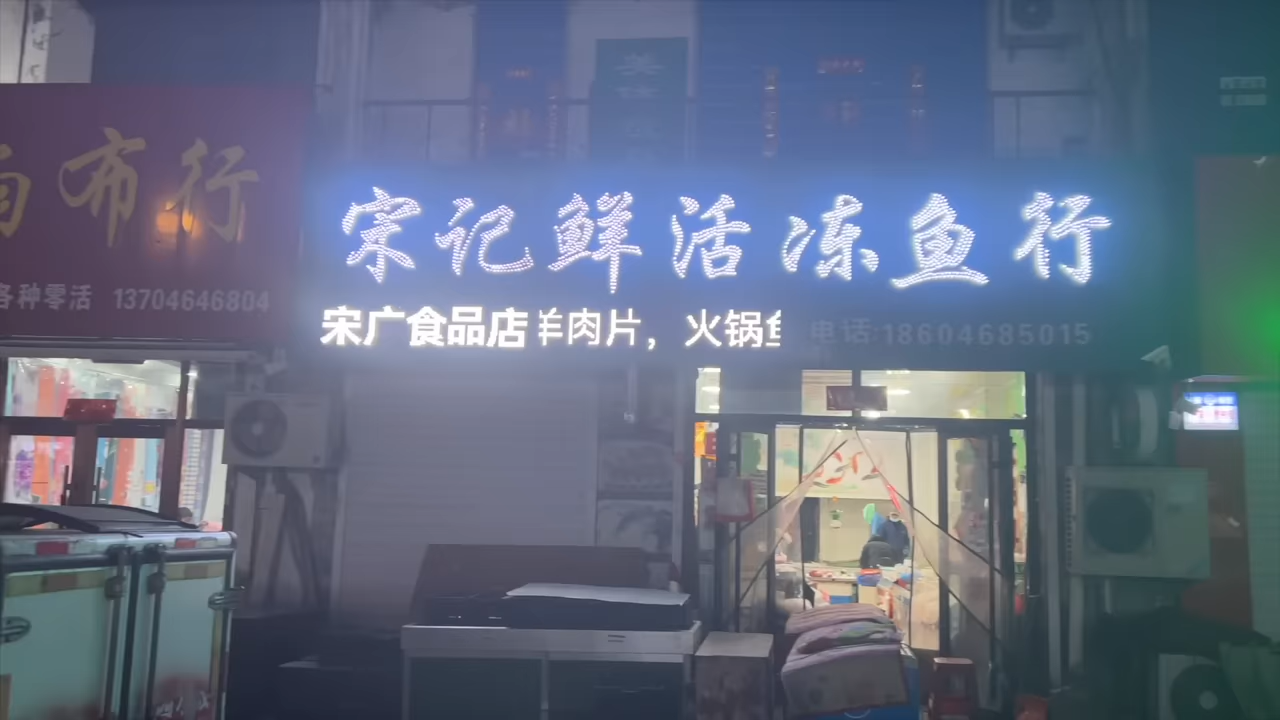 布行
各种零活 13704646804
宋记鲜活冻鱼行
宋广食品店 羊肉片，火锅鱼
电话:18604685015